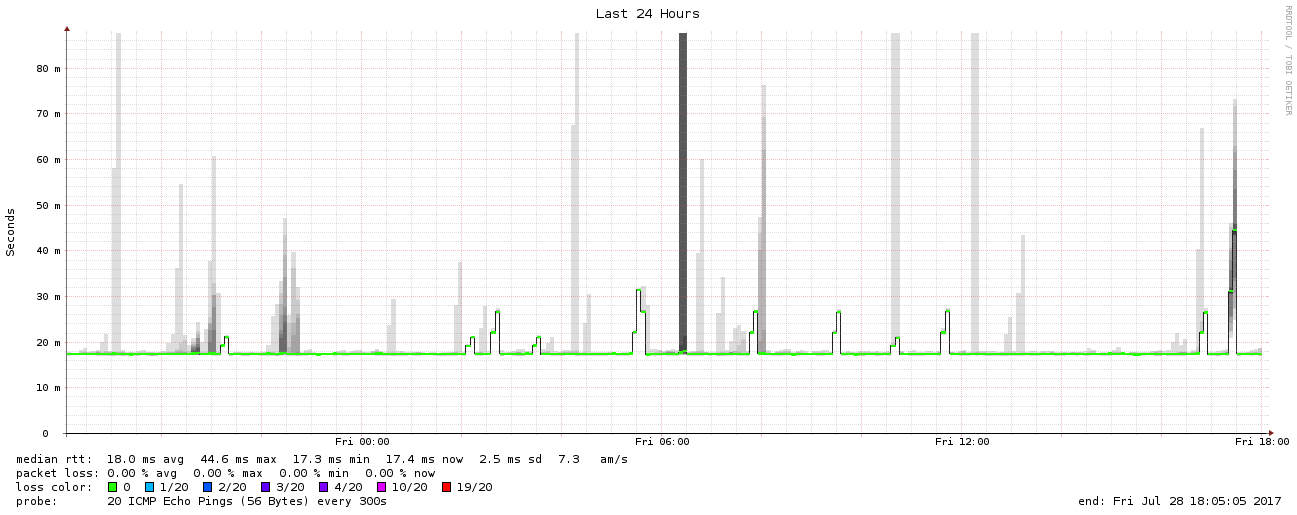 Last 24 Hours
RRDTOOL / TOBI OETIKER
Seconds
80 m
70 m
60 m
50 m
40 m
30 m
20 m
10 m
0
Fri 00:00 Fri 06:00 Fri 12:00 Fri 18:00
median rtt: 18.0 ms avg 44.6 ms max 17.3 ms min 17.4 ms now 2.5 ms sd 7.3 am/s
packet loss: 0.00 % avg 0.00 % max 0.00 % min 0.00 % now
loss color: 0 1/20 2/20 3/20 4/20 10/20 19/20
probe: 20 ICMP Echo Pings (56 Bytes) every 300s end: Fri Jul 28 18:05:05 2017